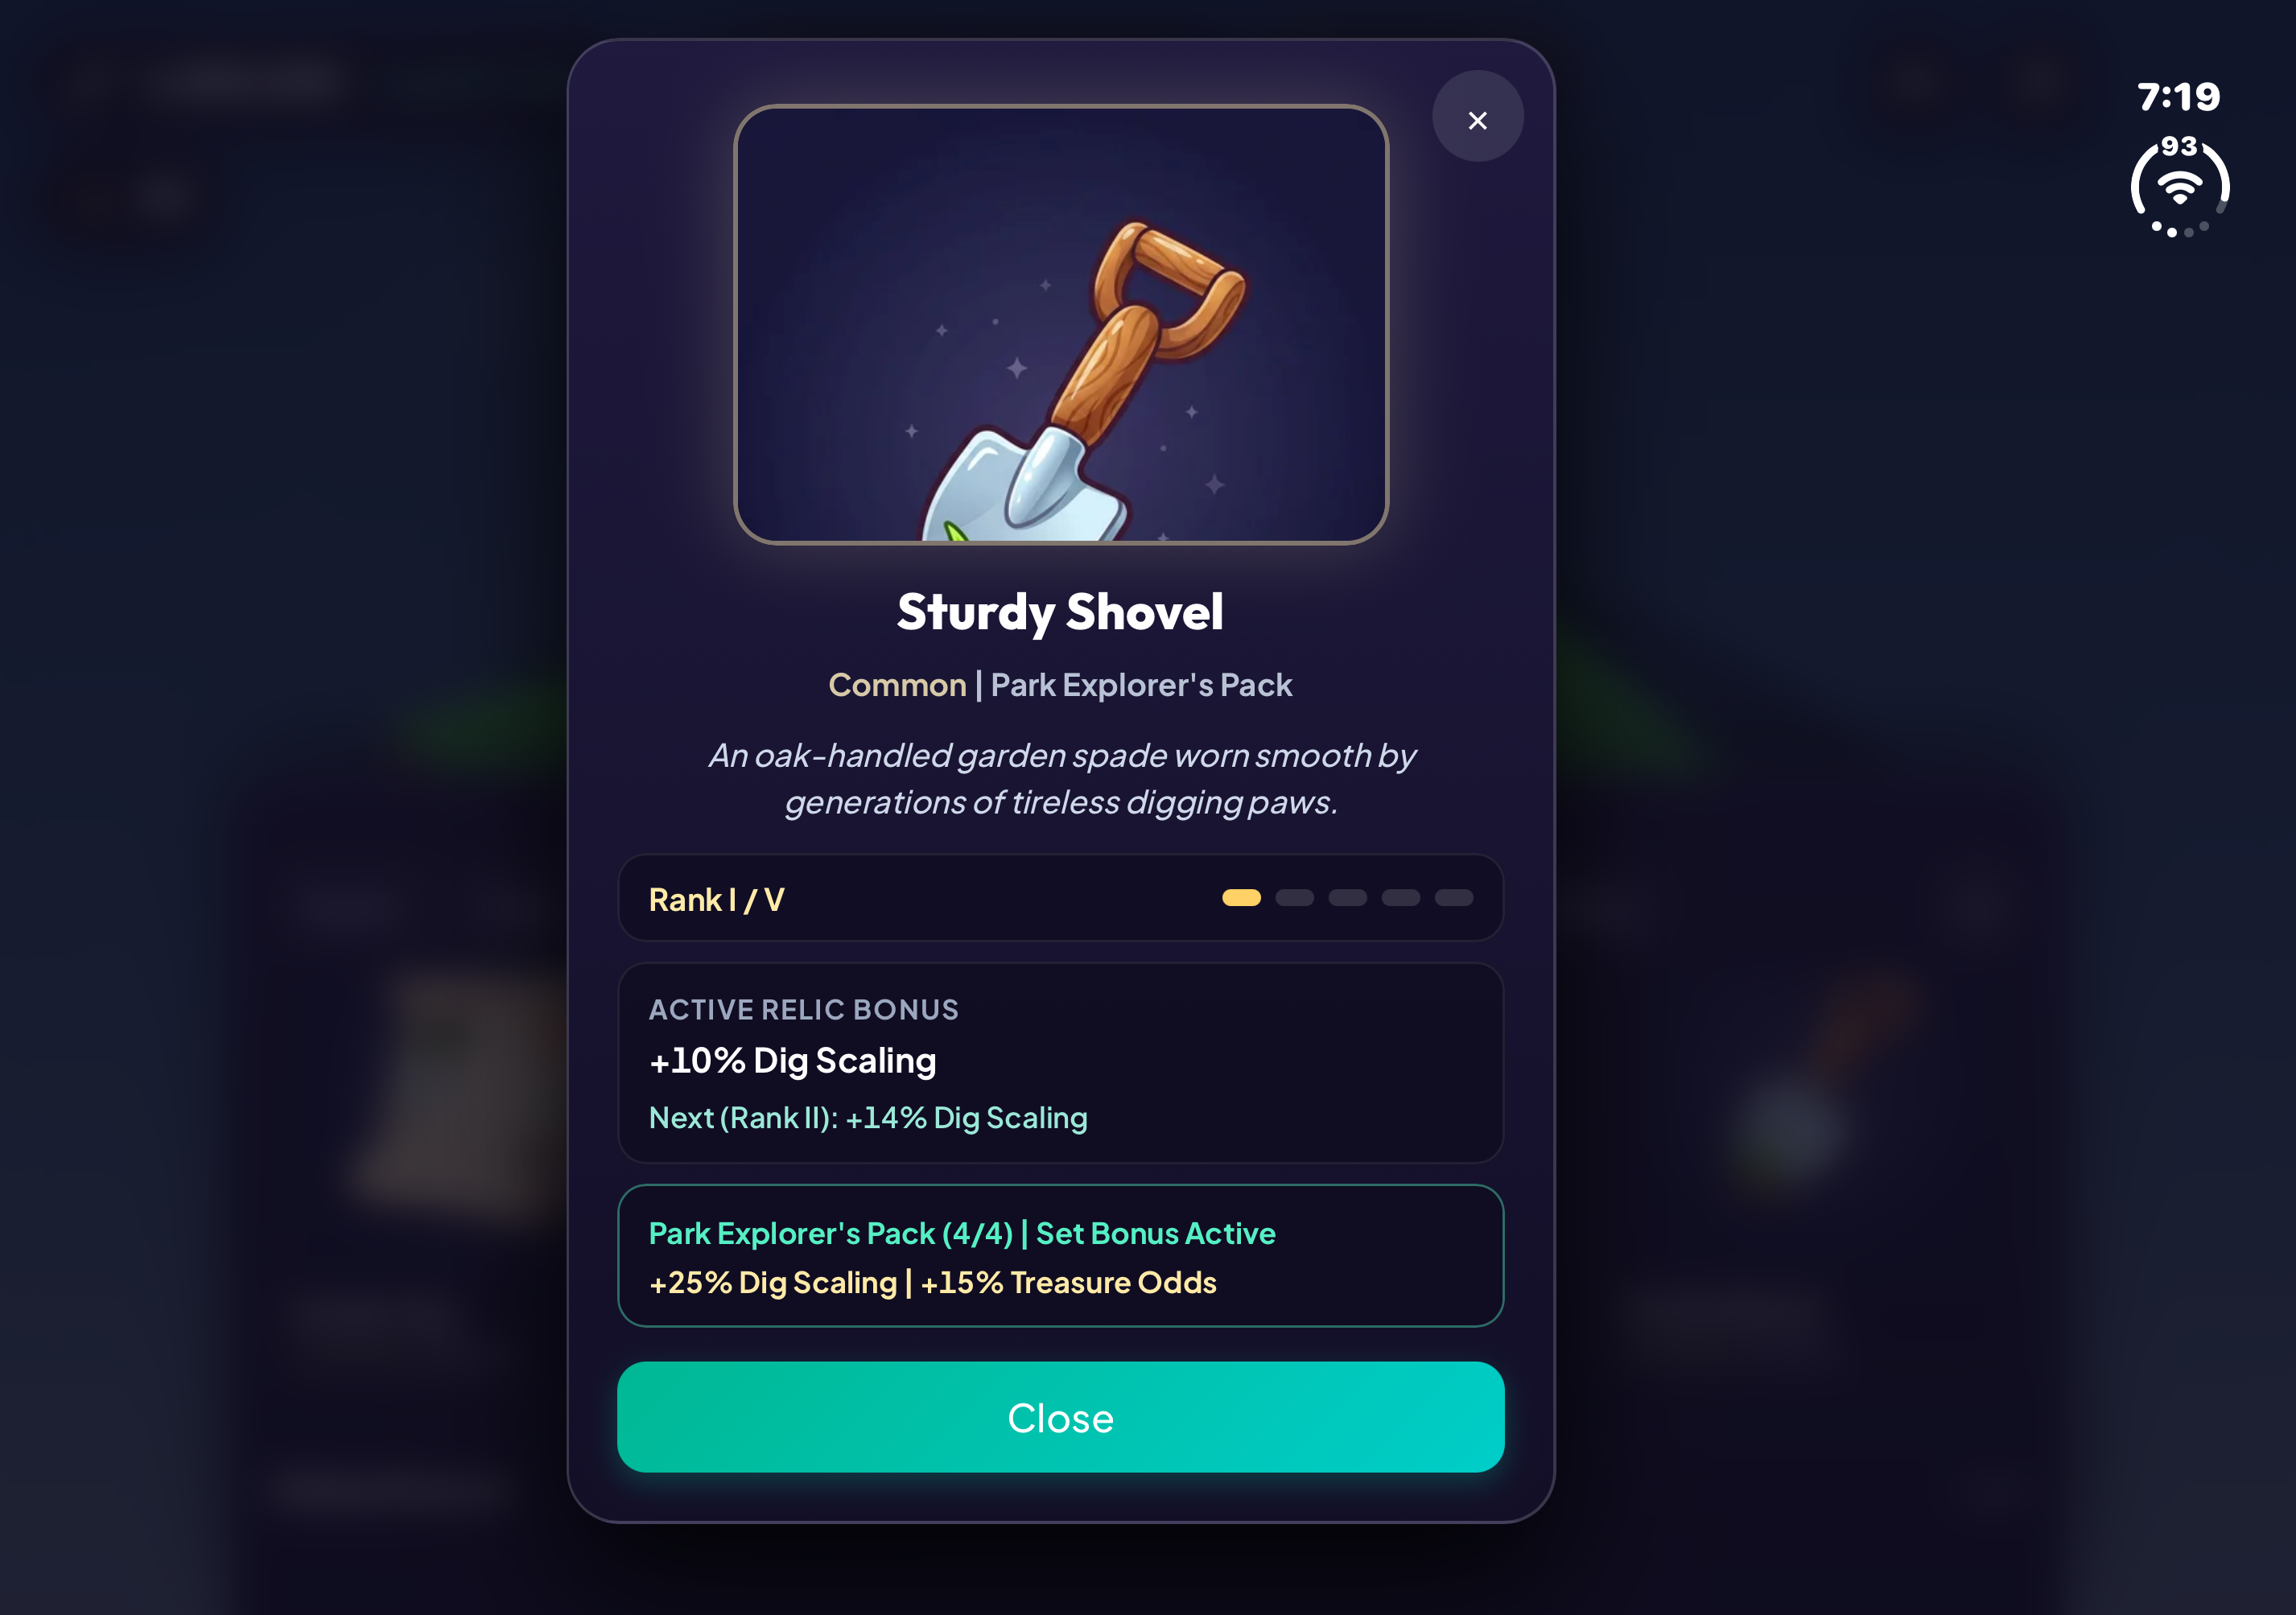 7:19
93
×
Sturdy Shovel
Common | Park Explorer's Pack
An oak-handled garden spade worn smooth by
generations of tireless digging paws.
Rank I / V
ACTIVE RELIC BONUS
+10% Dig Scaling
Next (Rank II): +14% Dig Scaling
Park Explorer's Pack (4/4) | Set Bonus Active
+25% Dig Scaling | +15% Treasure Odds
Close